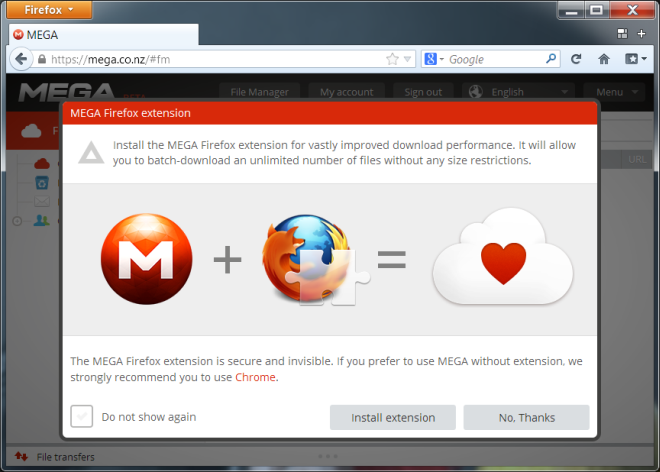 Firefox
MEGA
https://mega.co.nz/#fm
Google
MEGA
File Manager
My account
Sign out
English
Menu
URL
MEGA Firefox extension
Install the MEGA Firefox extension for vastly improved download performance. It will allow
you to batch-download an unlimited number of files without any size restrictions.
M
The MEGA Firefox extension is secure and invisible. If you prefer to use MEGA without extension, we
strongly recommend you to use Chrome.
Do not show again
Install extension
No, Thanks
File transfers